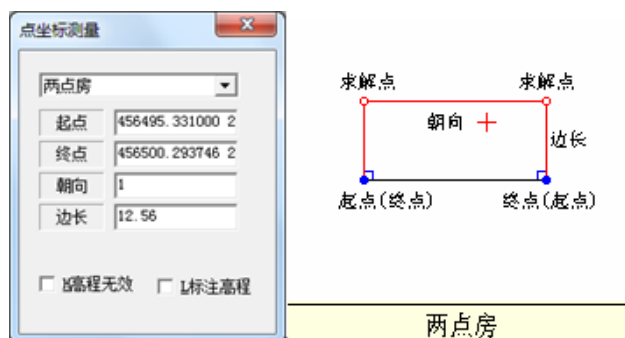 点坐标测量
两点房
起点 456495.331000 2
终点 456500.293746 2
朝向 1
边长 12.56
H高程无效 L标注高程
求解点 求解点
朝向
边长
起点(终点) 终点(起点)
两点房